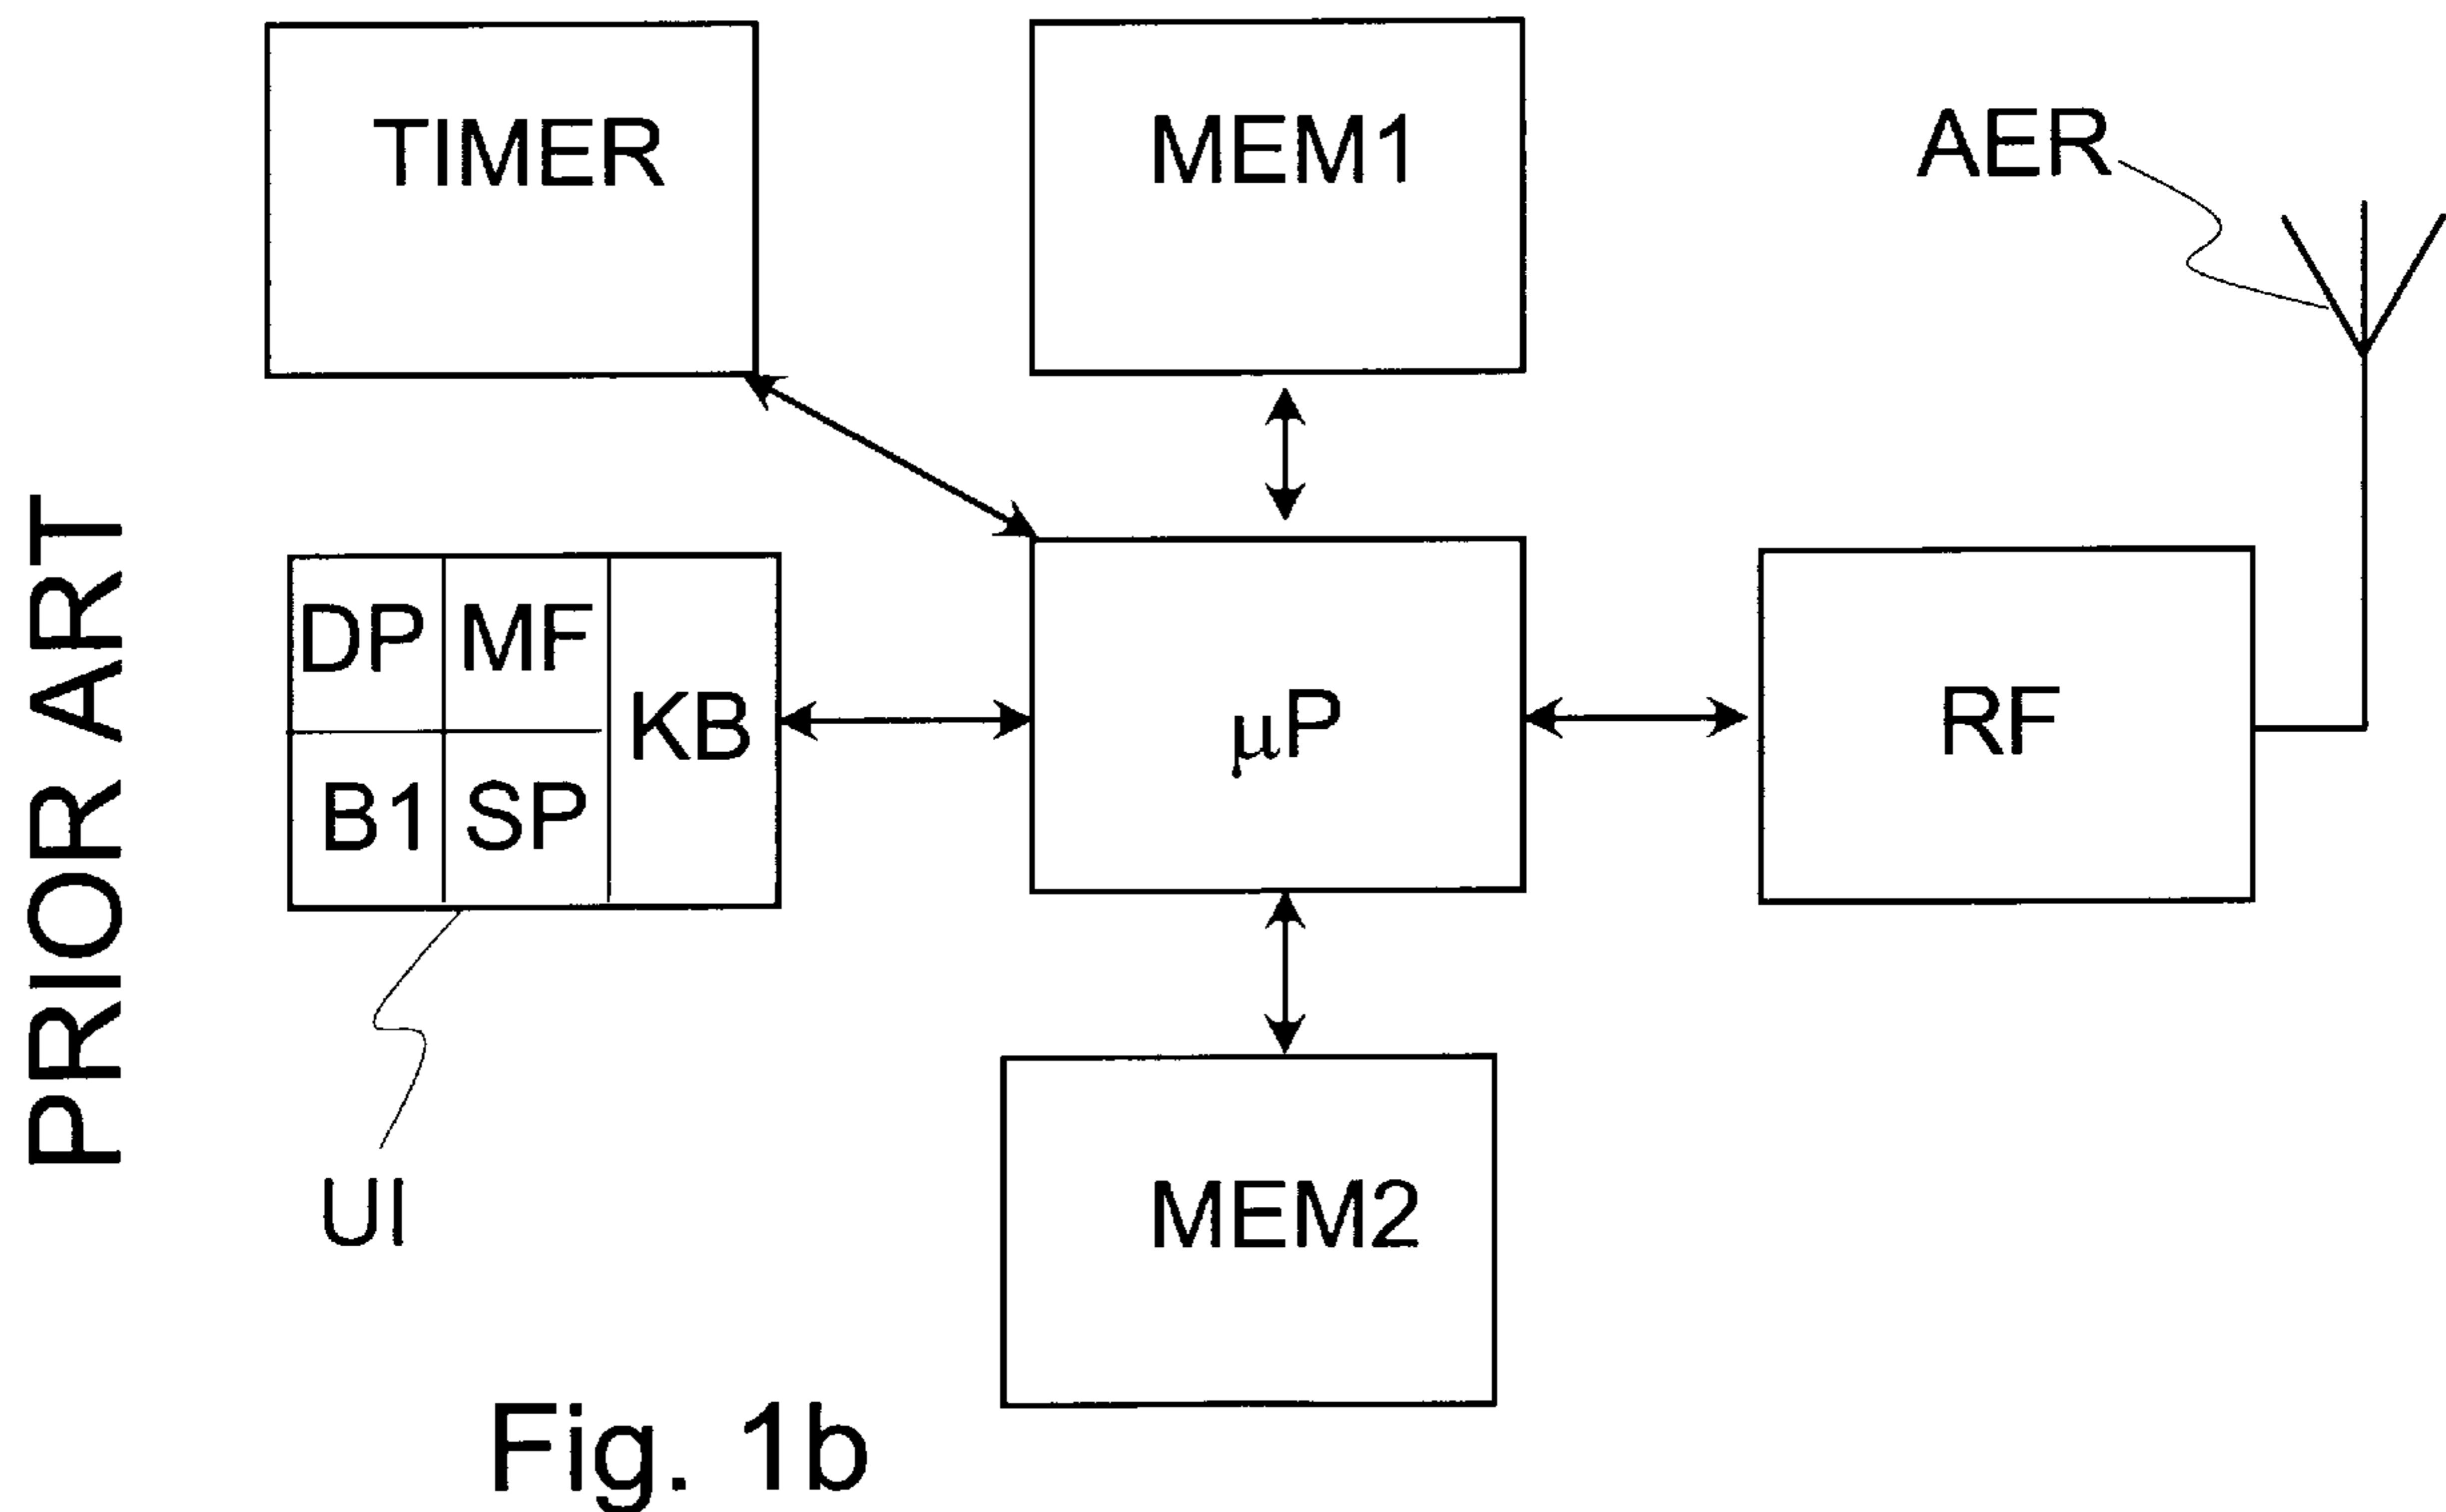 TIMER
MEM1
AER
PRIOR ART
DP
MF
KB
B1
SP
μP
RF
UI
MEM2
Fig. 1b